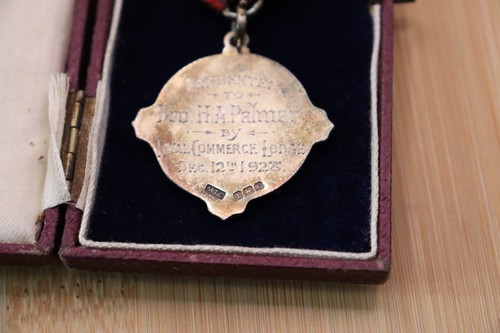 PRESENTED
TO
Bro H.A. Palmer
By
COMMERCE LODGE
DEC. 12TH 1923